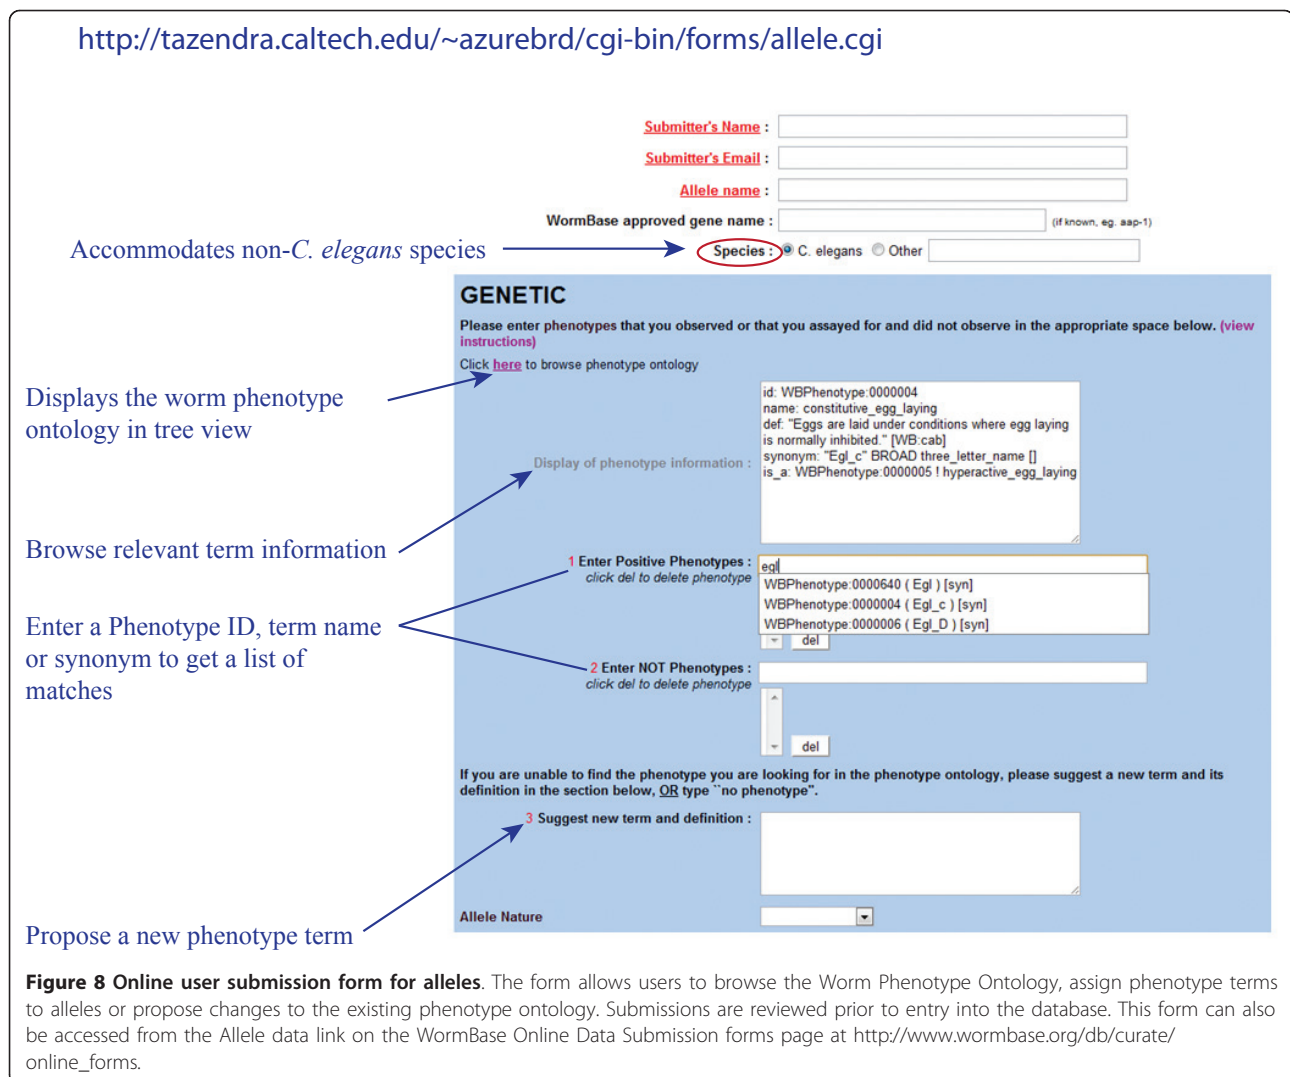 http://tazendra.caltech.edu/~azurebrd/cgi-bin/forms/allele.cgi
Submitter's Name :
Submitter's Email :
Allele name :
WormBase approved gene name : (if known, eg. aap-1)
Accommodates non-C. elegans species
Species : C. elegans Other
GENETIC
Please enter phenotypes that you observed or that you assayed for and did not observe in the appropriate space below. (view
instructions)
Click here to browse phenotype ontology
Displays the worm phenotype
ontology in tree view
id: WBPhenotype:0000004
name: constitutive_egg_laying
def: "Eggs are laid under conditions where egg laying
is normally inhibited." [WB:cab]
synonym: "Egl_c" BROAD three_letter_name []
is_a: WBPhenotype:0000005 ! hyperactive_egg_laying
Display of phenotype information :
Browse relevant term information
1 Enter Positive Phenotypes :
click del to delete phenotype
egl
WBPhenotype:0000640 ( Egl ) [syn]
WBPhenotype:0000004 ( Egl_c ) [syn]
WBPhenotype:0000006 ( Egl_D ) [syn]
del
Enter a Phenotype ID, term name
or synonym to get a list of
matches
2 Enter NOT Phenotypes :
click del to delete phenotype
del
If you are unable to find the phenotype you are looking for in the phenotype ontology, please suggest a new term and its
definition in the section below, OR type ``no phenotype".
3 Suggest new term and definition :
Allele Nature
Propose a new phenotype term
Figure 8 Online user submission form for alleles. The form allows users to browse the Worm Phenotype Ontology, assign phenotype terms
to alleles or propose changes to the existing phenotype ontology. Submissions are reviewed prior to entry into the database. This form can also
be accessed from the Allele data link on the WormBase Online Data Submission forms page at http://www.wormbase.org/db/curate/
online_forms.